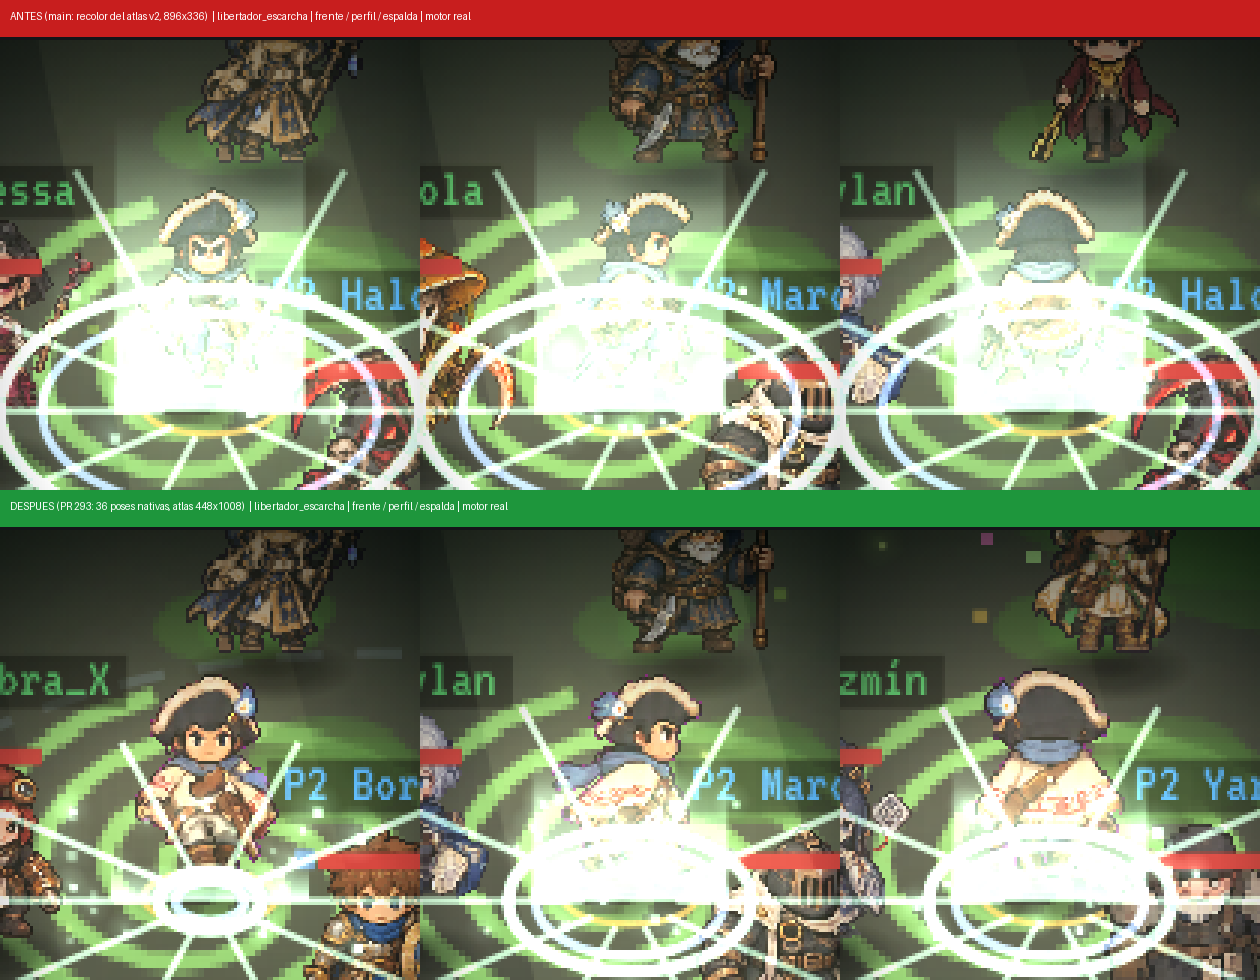 ANTES (main: recolor del atlas v2, 896x336) | libertador_escarcha | frente / perfil / espalda | motor real
essa
ola
ylan
P2 Halo
P2 Marc
P2 Halo
DESPUES (PR 293: 36 poses nativas, atlas 448x1008) | libertador_escarcha | frente / perfil / espalda | motor real
bra_X
ylan
zmín
P2 Bor
P2 Marc
P2 Yar